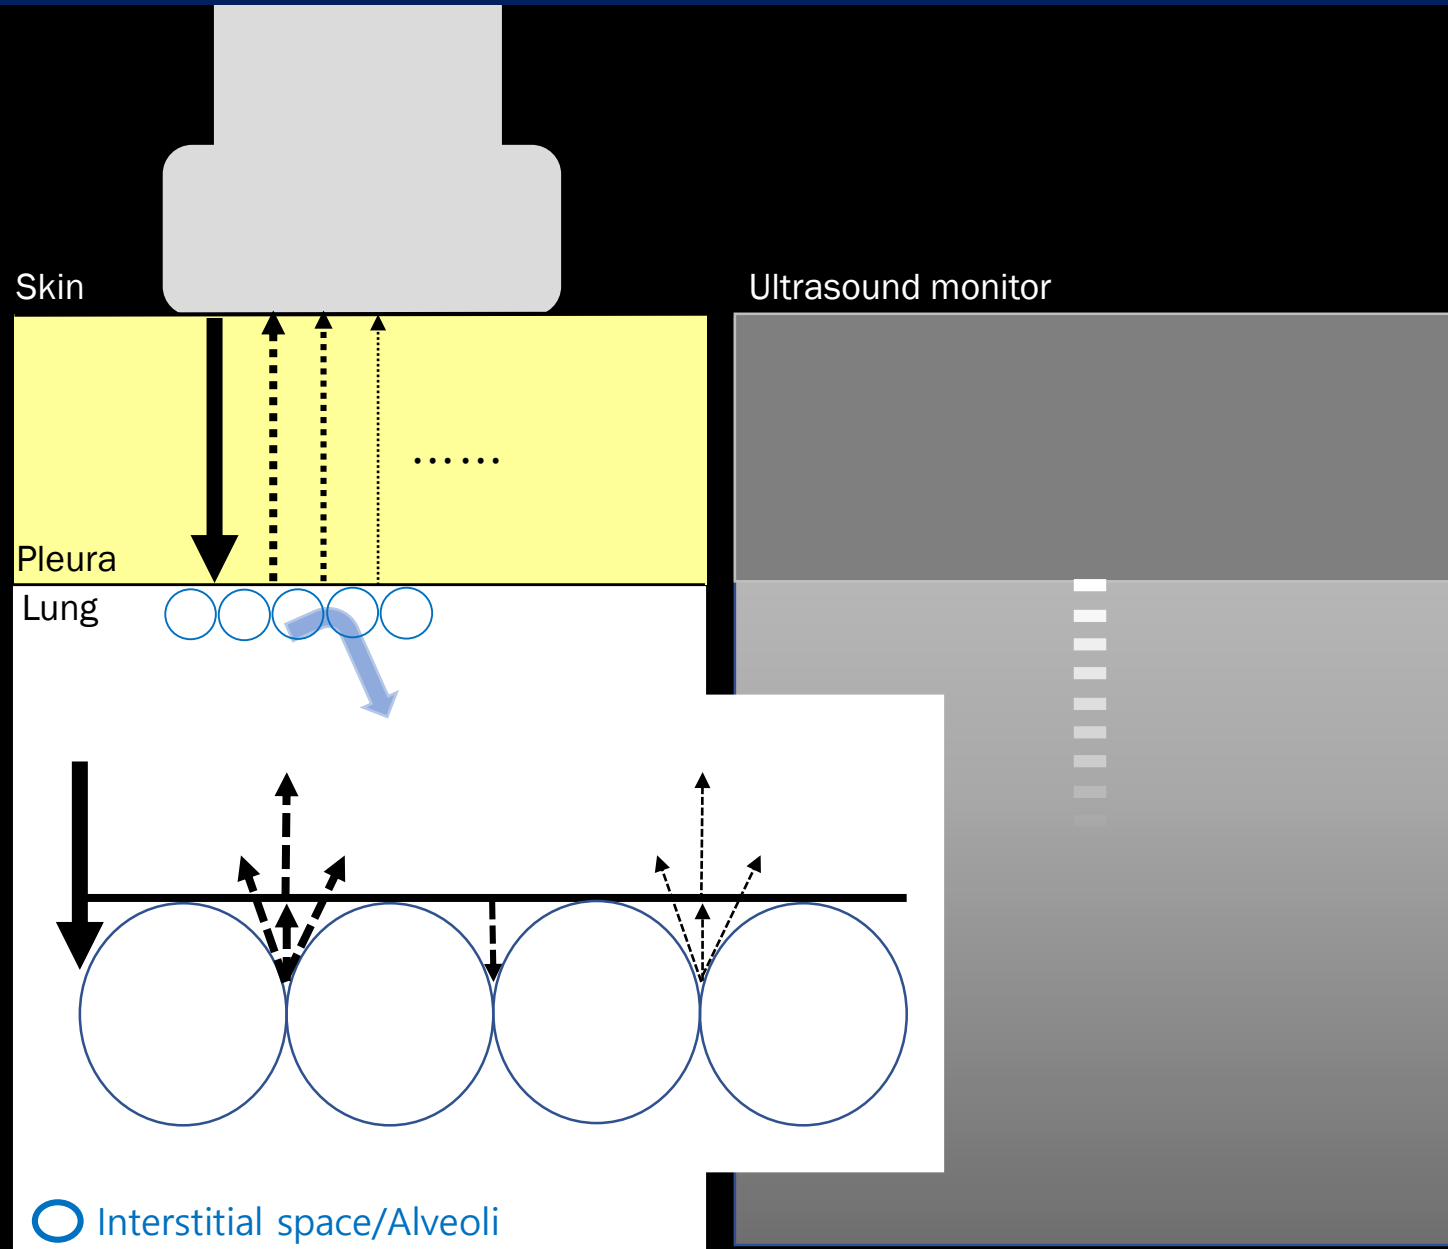 Skin
Ultrasound monitor
......
Pleura
Lung
Interstitial space/Alveoli